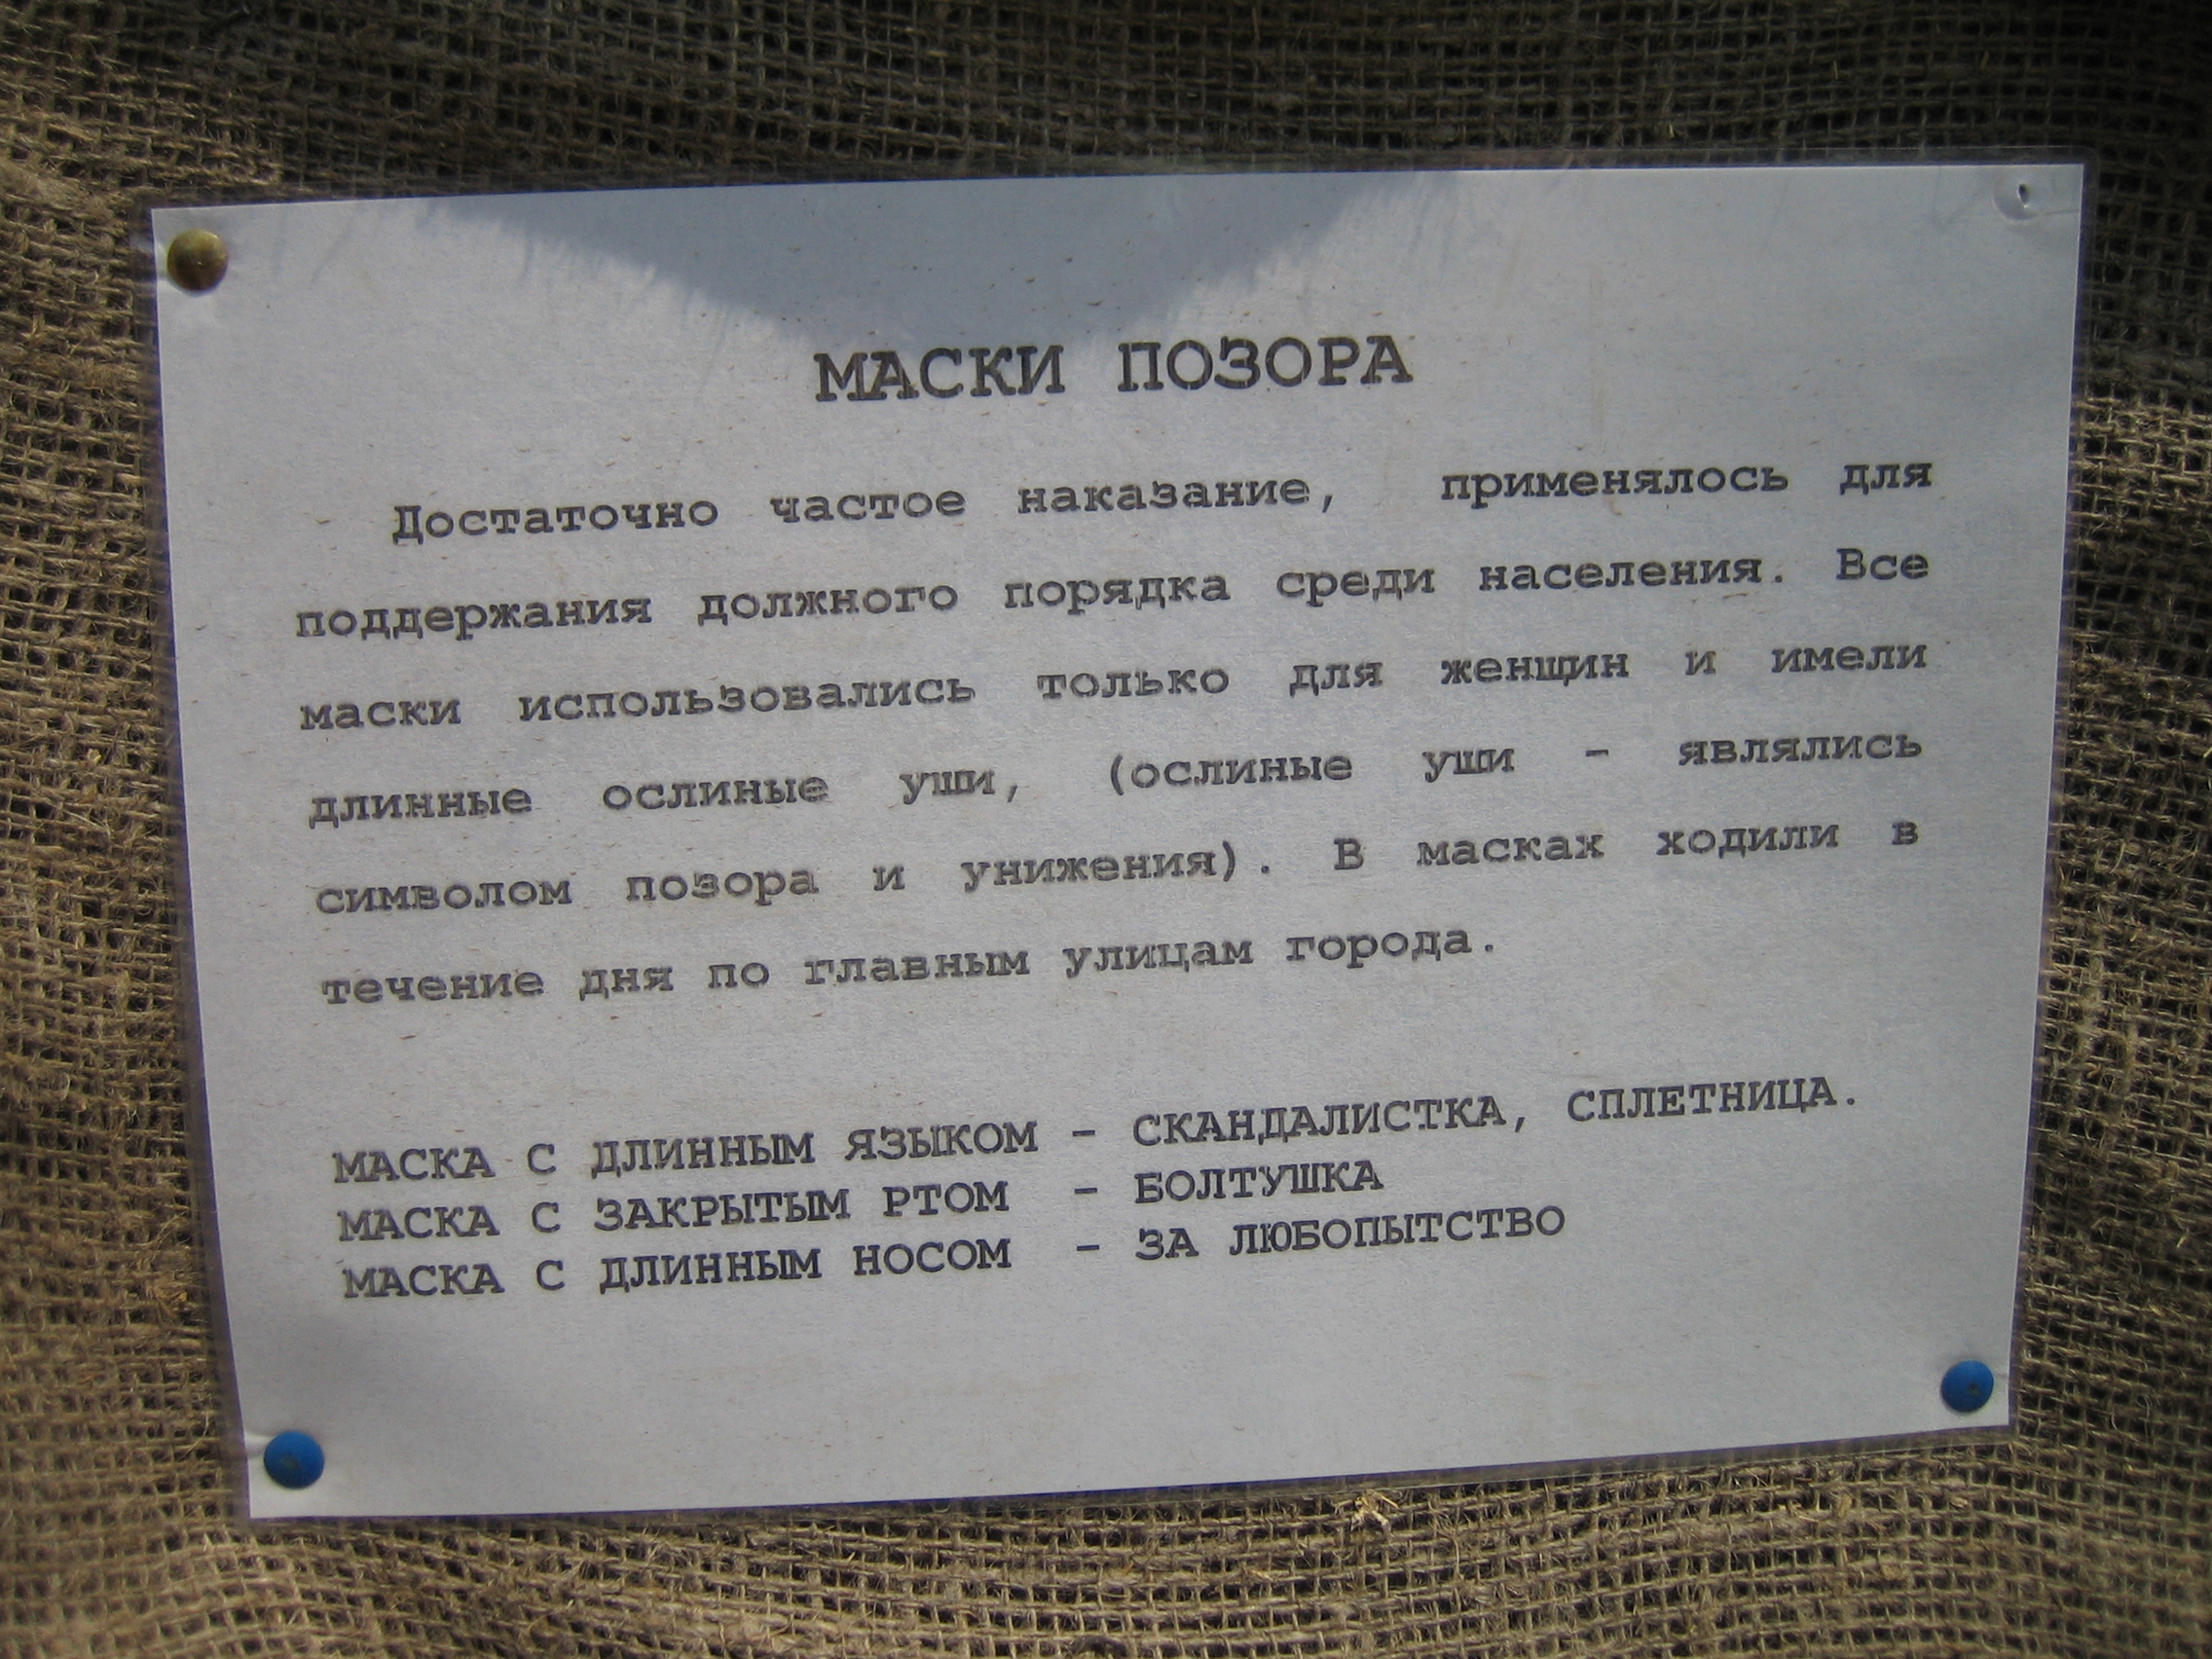 МАСКИ ПОЗОРА
Достаточно частое наказание, применялось для
поддержания должного порядка среди населения. Все
маски использовались только для женщин и имели
длинные ослиные уши, (ослиные уши - являлись
символом позора и унижения). В масках ходили в
течение дня по главным улицам города.
МАСКА С ДЛИННЫМ ЯЗЫКОМ - СКАНДАЛИСТКА, СПЛЕТНИЦА.
МАСКА С ЗАКРЫТЫМ РТОМ - БОЛТУШКА
МАСКА С ДЛИННЫМ НОСОМ - ЗА ЛЮБОПЫТСТВО